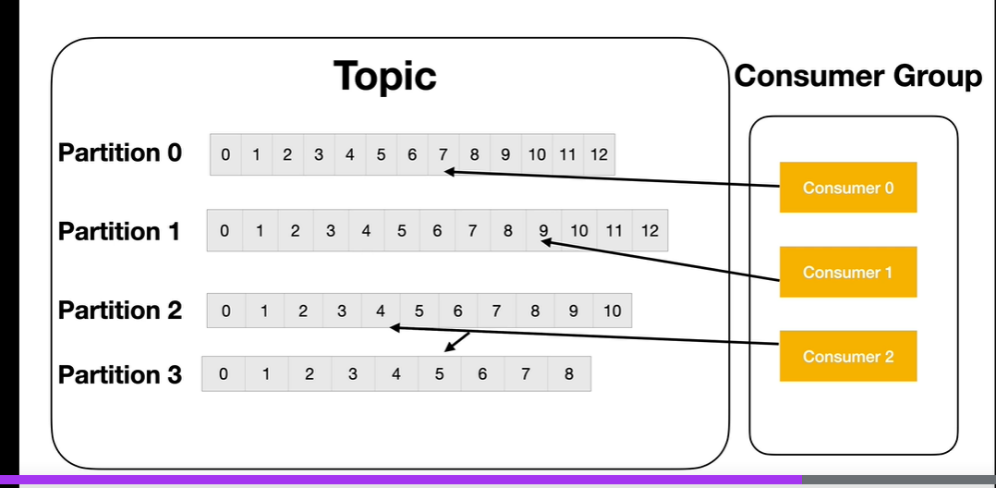 Topic
Consumer Group
Partition 0
0 1 2 3 4 5 6 7 8 9 10 11 12
Consumer 0
Partition 1
0 1 2 3 4 5 6 7 8 9 10 11 12
Consumer 1
Partition 2
0 1 2 3 4 5 6 7 8 9 10
Consumer 2
Partition 3
0 1 2 3 4 5 6 7 8